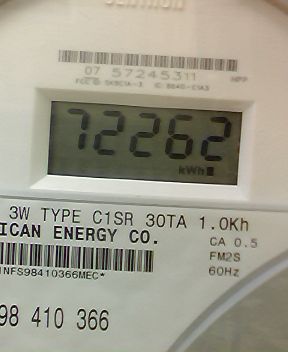 CENTRON
07 57245311
72262
kWh
3W TYPE C1SR 30TA 1.0Kh
ICAN ENERGY CO.
CA 0.5
FM2S
60Hz
INFS98410366MEC*
98 410 366